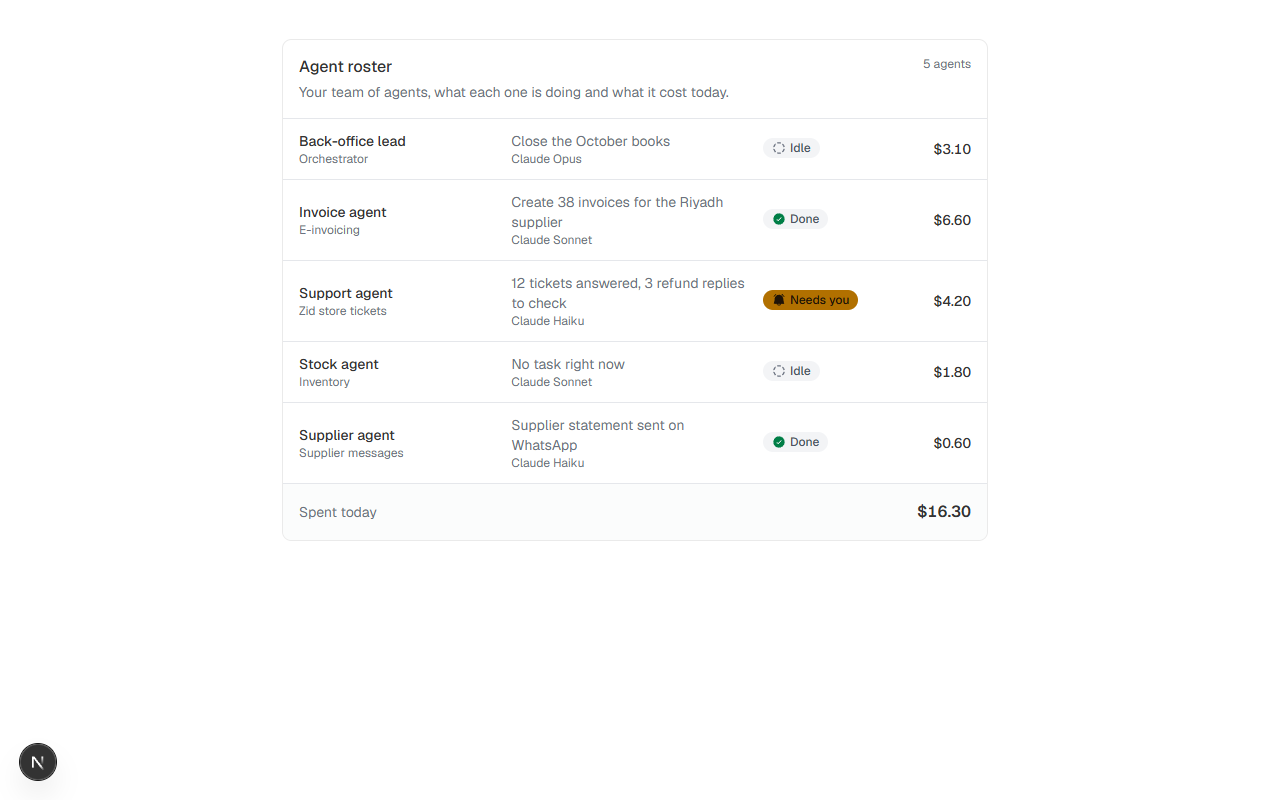 Agent roster
5 agents
Your team of agents, what each one is doing and what it cost today.
Back-office lead
Orchestrator
Close the October books
Claude Opus
Idle
$3.10
Invoice agent
E-invoicing
Create 38 invoices for the Riyadh
supplier
Claude Sonnet
Done
$6.60
Support agent
Zid store tickets
12 tickets answered, 3 refund replies
to check
Claude Haiku
Needs you
$4.20
Stock agent
Inventory
No task right now
Claude Sonnet
Idle
$1.80
Supplier agent
Supplier messages
Supplier statement sent on
WhatsApp
Claude Haiku
Done
$0.60
Spent today
$16.30
N